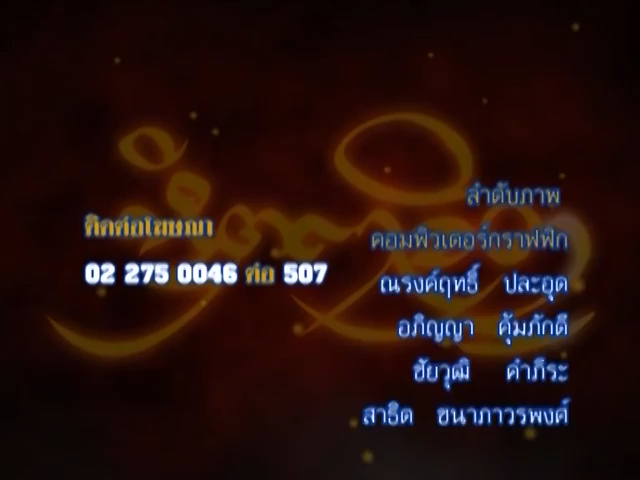 ติดต่อโฆษณา
02 275 0046 ต่อ 507
ลำดับภาพ
คอมพิวเตอร์กราฟฟิก
ณรงค์ฤทธิ์ ปละอุด
อภิญญา คุ้มภักดี
ชัยวุฒิ คำภีระ
สาธิต ชนาภาวรพงศ์